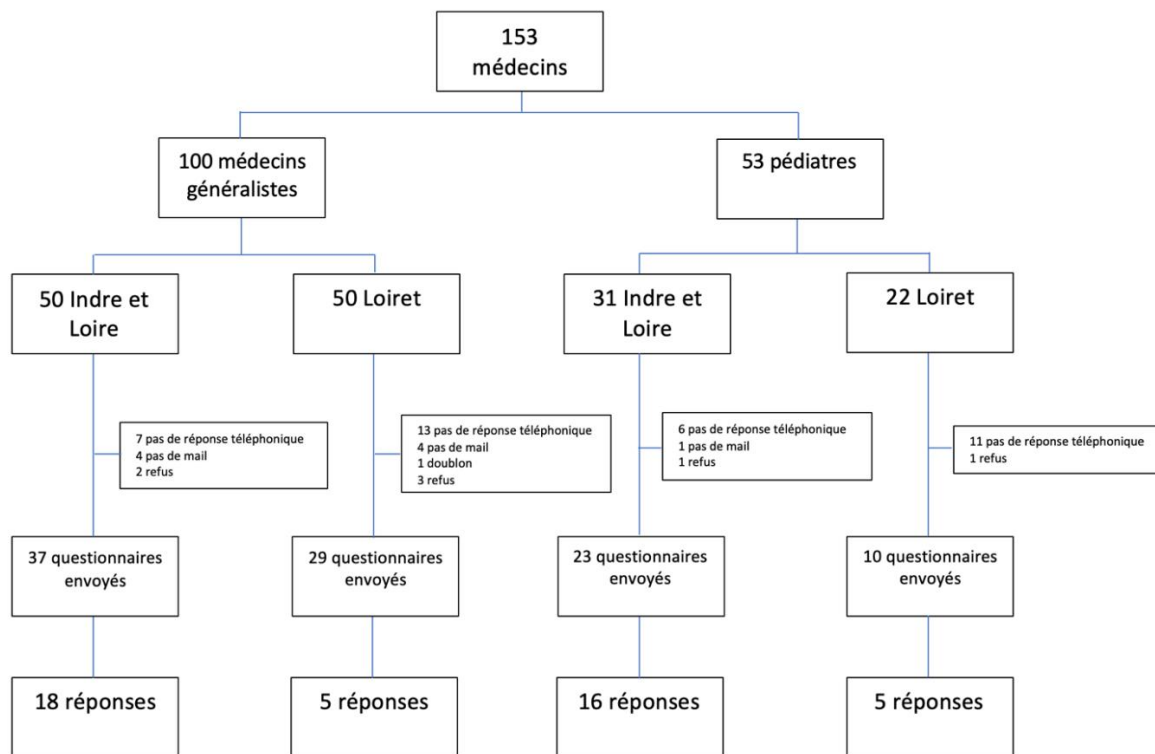 153
médecins
100 médecins
généralistes
53 pédiatres
50 Indre et
Loire
50 Loiret
31 Indre et
Loire
22 Loiret
7 pas de réponse téléphonique
4 pas de mail
2 refus
13 pas de réponse téléphonique
4 pas de mail
1 doublon
3 refus
6 pas de réponse téléphonique
1 pas de mail
1 refus
11 pas de réponse téléphonique
1 refus
37 questionnaires
envoyés
29 questionnaires
envoyés
23 questionnaires
envoyés
10 questionnaires
envoyés
18 réponses
5 réponses
16 réponses
5 réponses